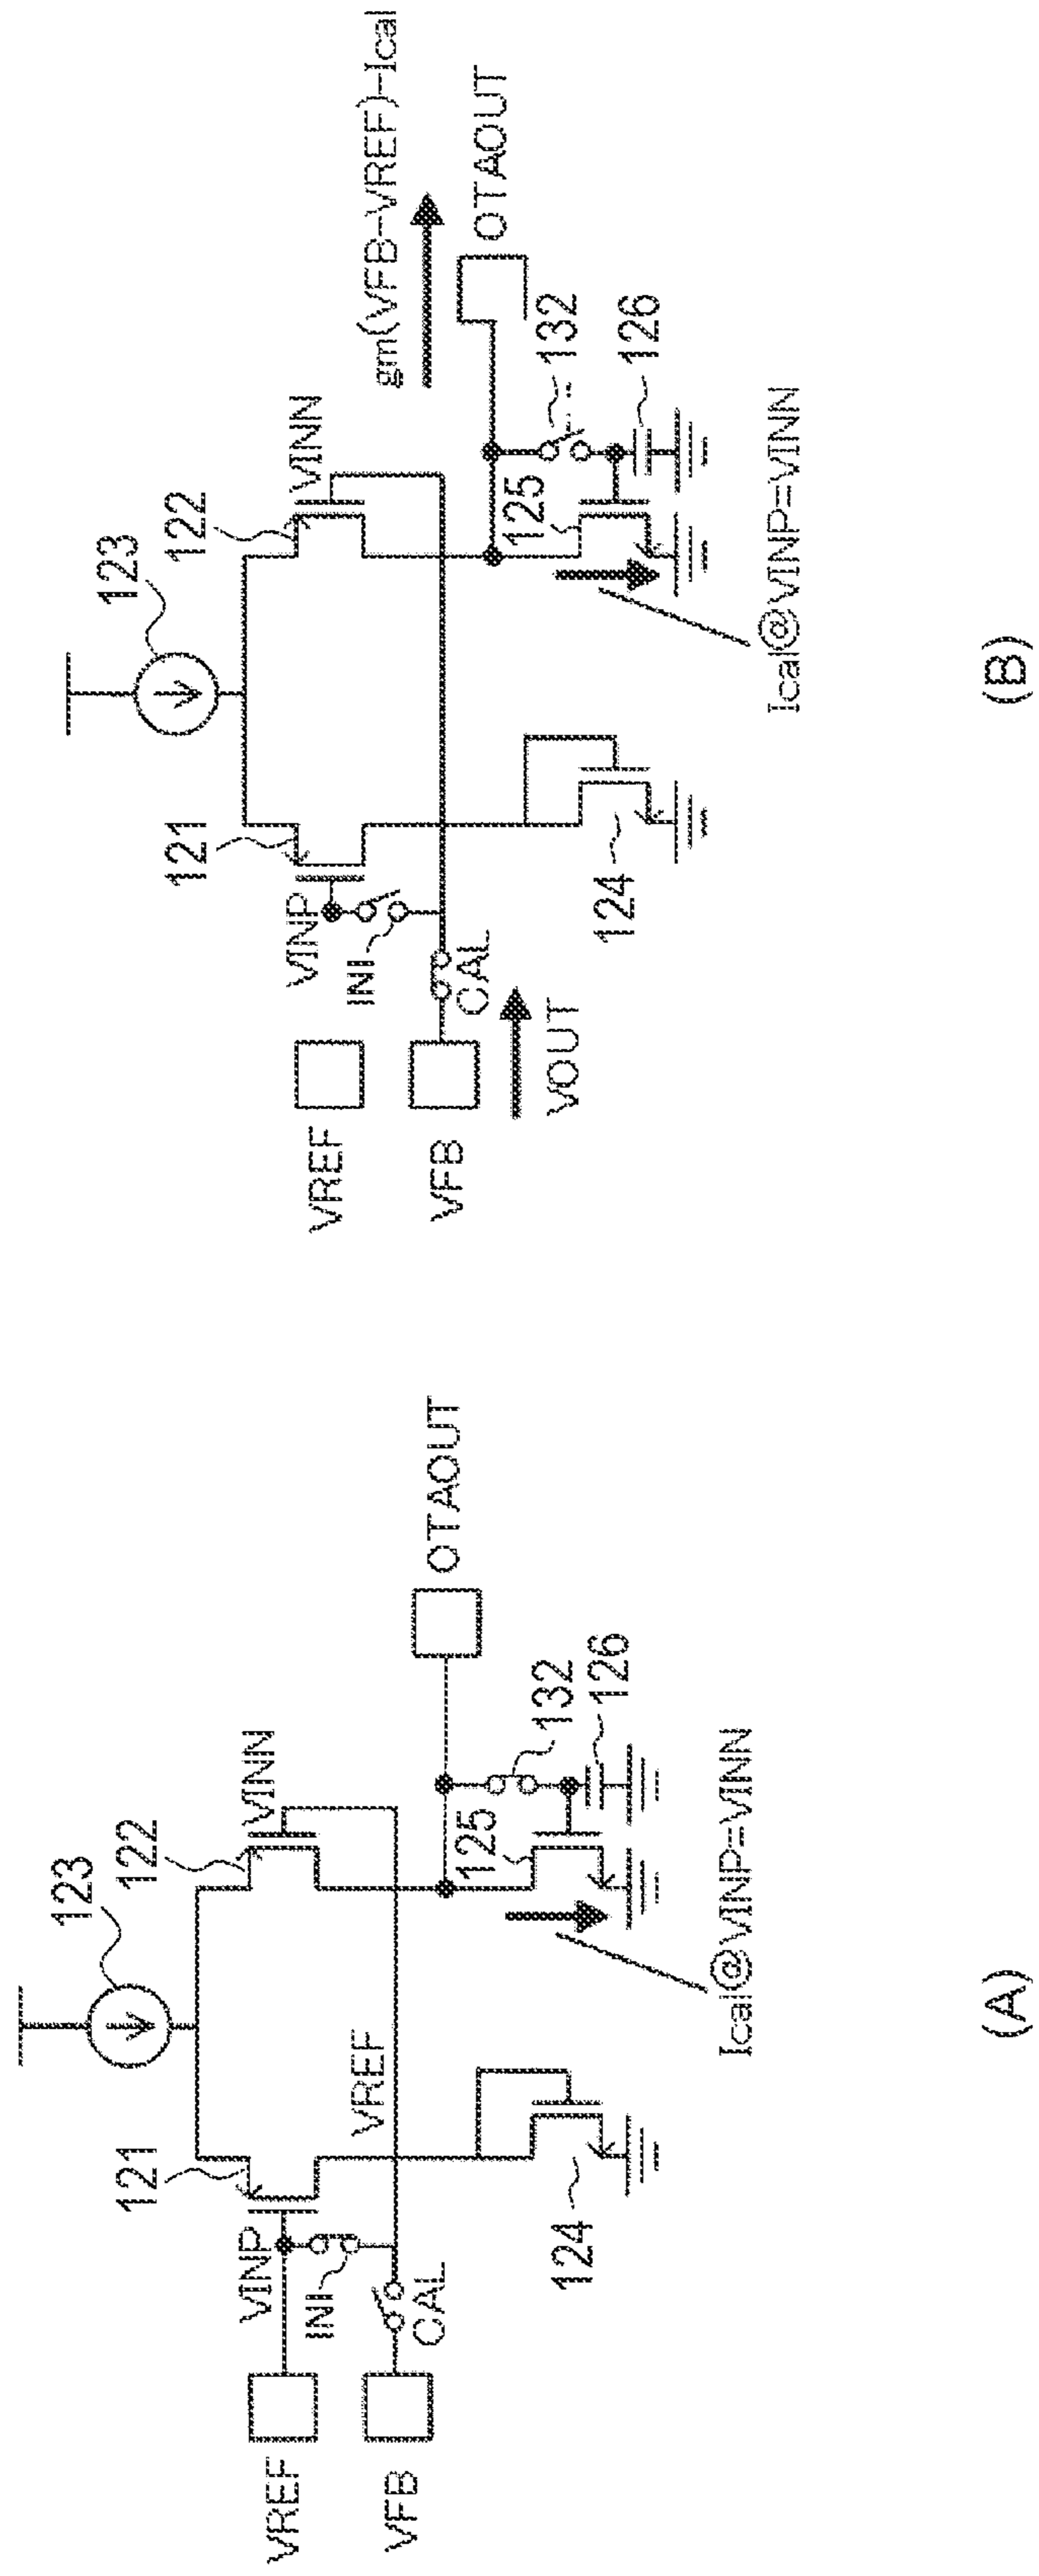 123
121
122
VINP
VINN
VREF
INI
VREF
VFB
CAL
OTAOUT
125
132
124
126
Ical@VINP=VINN
(A)
123
121
122
VINP
VINN
gm(VFB-VREF)-Ical
VREF
INI
VFB
CAL
OTAOUT
VOUT
125
132
124
126
Ical@VINP=VINN
(B)